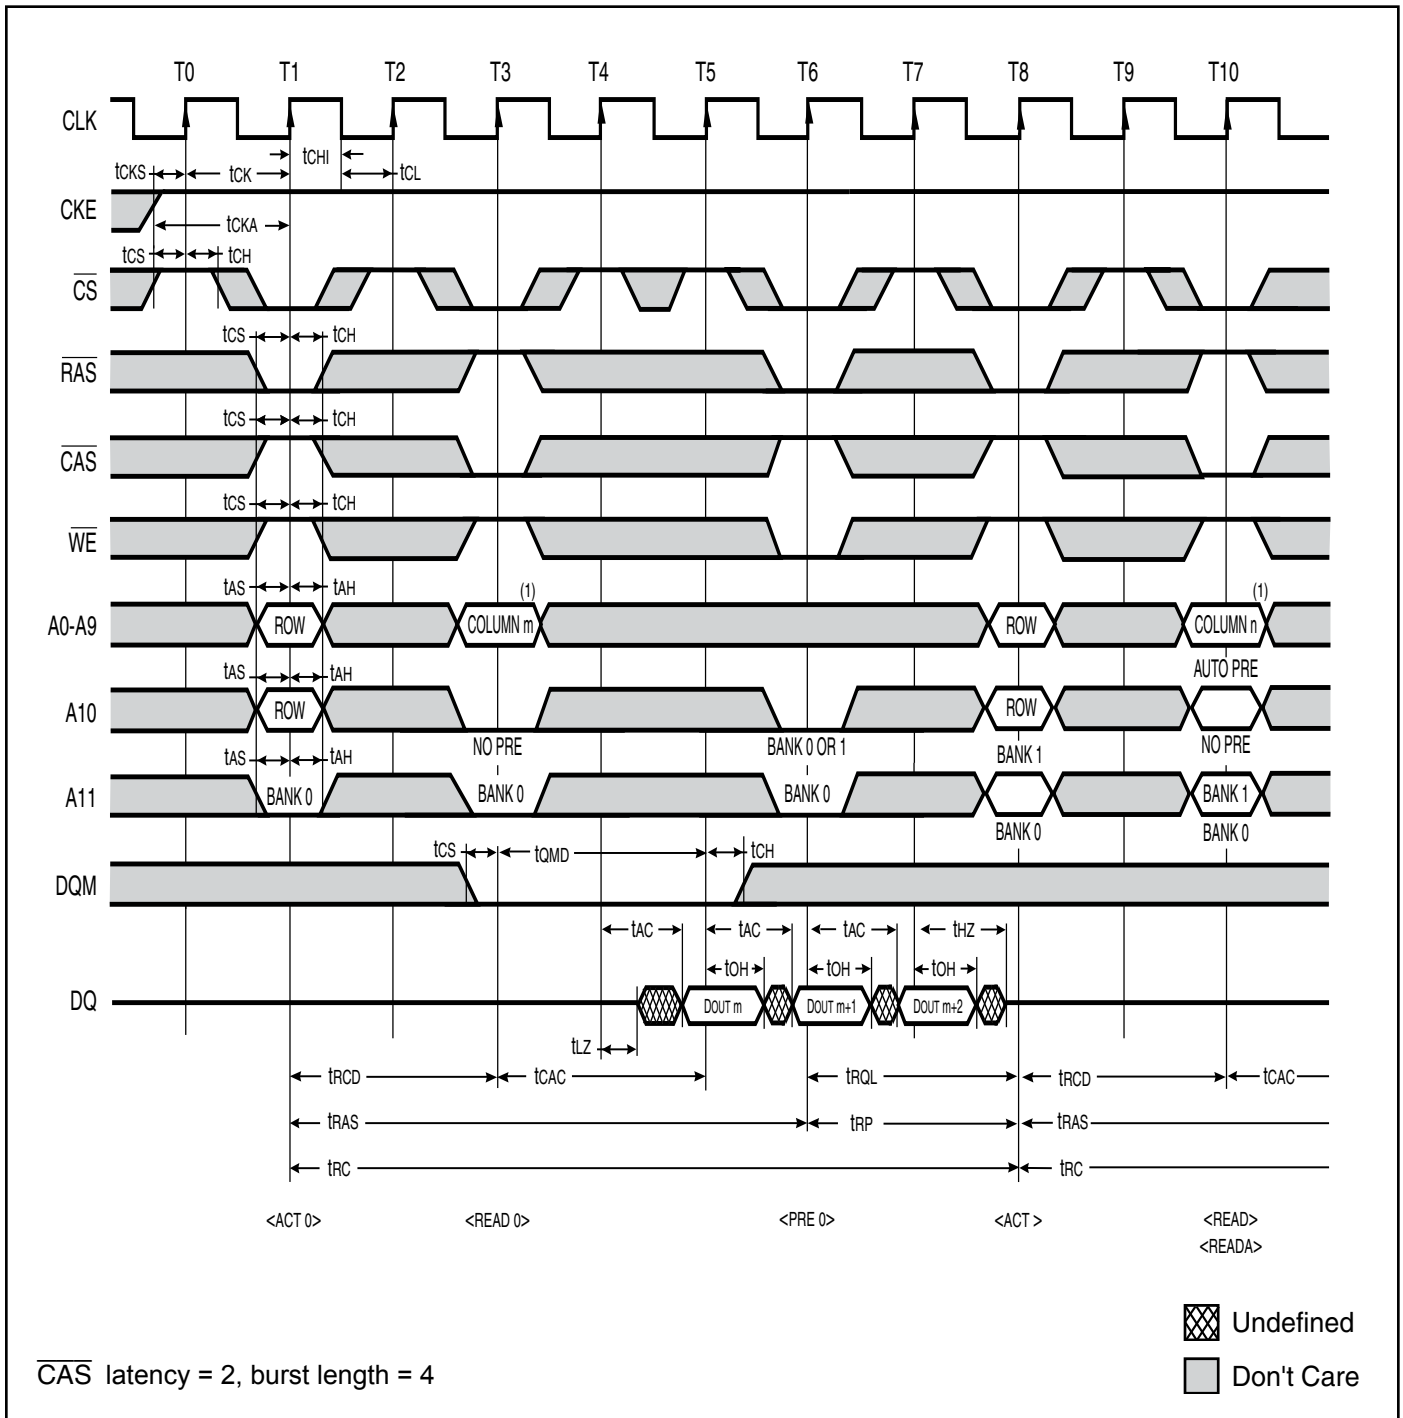 T0 T1 T2 T3 T4 T5 T6 T7 T8 T9 T10
CLK
tCHI
tCKS tCK tCL
CKE
tCKA
tCS tCH
CS
tCS tCH
RAS
tCS tCH
CAS
tCS tCH
WE
tAS tAH (1) (1)
A0-A9 ROW COLUMN m ROW COLUMN n
tAS tAH AUTO PRE
A10 ROW ROW
NO PRE BANK 0 OR 1 BANK 1 NO PRE
tAS tAH
A11 BANK 0 BANK 0 BANK 0 BANK 1
BANK 0 BANK 0
tCS tQMD tCH
DQM
tAC tAC tAC tHZ
tOH tOH tOH
DQ DOUT m DOUT m+1 DOUT m+2
tLZ
tRCD tCAC tRQL tRCD tCAC
tRAS tRP tRAS
tRC tRC
<ACT 0> <READ 0> <PRE 0> <ACT > <READ>
<READA>
Undefined
CAS latency = 2, burst length = 4
Don't Care